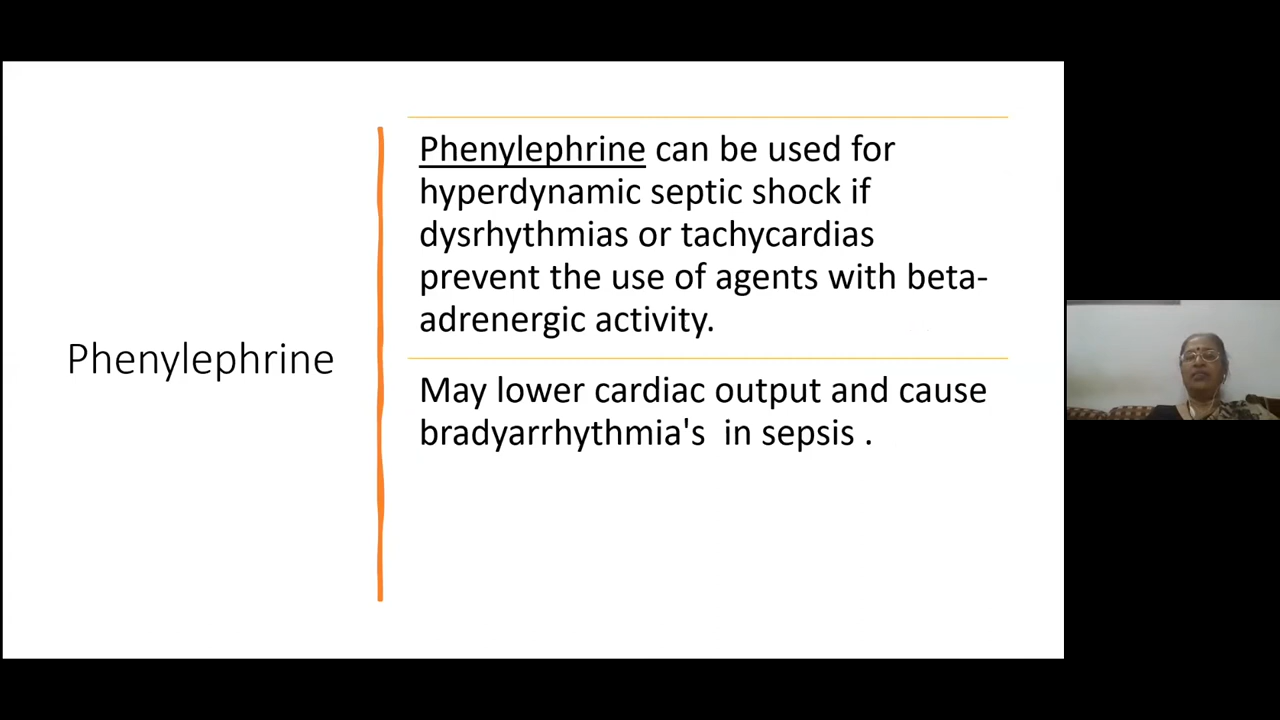 Phenylephrine
Phenylephrine can be used for
hyperdynamic septic shock if
dysrhythmias or tachycardias
prevent the use of agents with beta-
adrenergic activity.
May lower cardiac output and cause
bradyarrhythmia's  in sepsis .